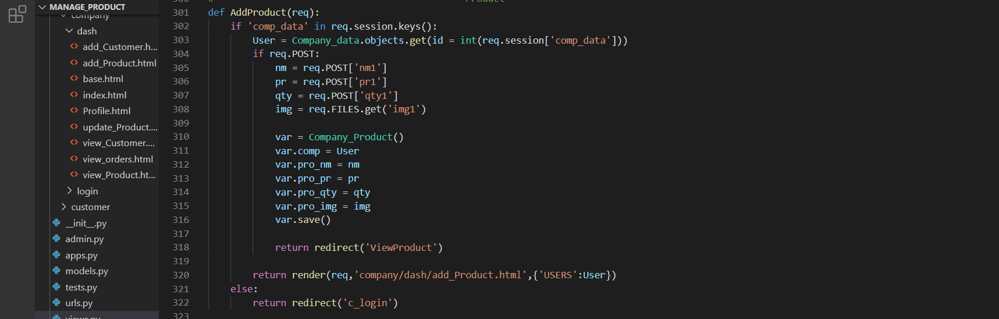 MANAGE_PRODUCT
company
dash
add_Customer.h...
add_Product.html
base.html
index.html
Profile.html
update_Product....
view_Customer....
view_orders.html
view_Product.ht...
login
customer
__init__.py
admin.py
apps.py
models.py
tests.py
urls.py
views.py
300 # Product
301 def AddProduct(req):
302 if 'comp_data' in req.session.keys():
303 User = Company_data.objects.get(id = int(req.session['comp_data']))
304 if req.POST:
305 nm = req.POST['nm1']
306 pr = req.POST['pr1']
307 qty = req.POST['qty1']
308 img = req.FILES.get('img1')
309
310 var = Company_Product()
311 var.comp = User
312 var.pro_nm = nm
313 var.pro_pr = pr
314 var.pro_qty = qty
315 var.pro_img = img
316 var.save()
317
318 return redirect('ViewProduct')
319
320 return render(req,'company/dash/add_Product.html',{'USERS':User})
321 else:
322 return redirect('c_login')
323